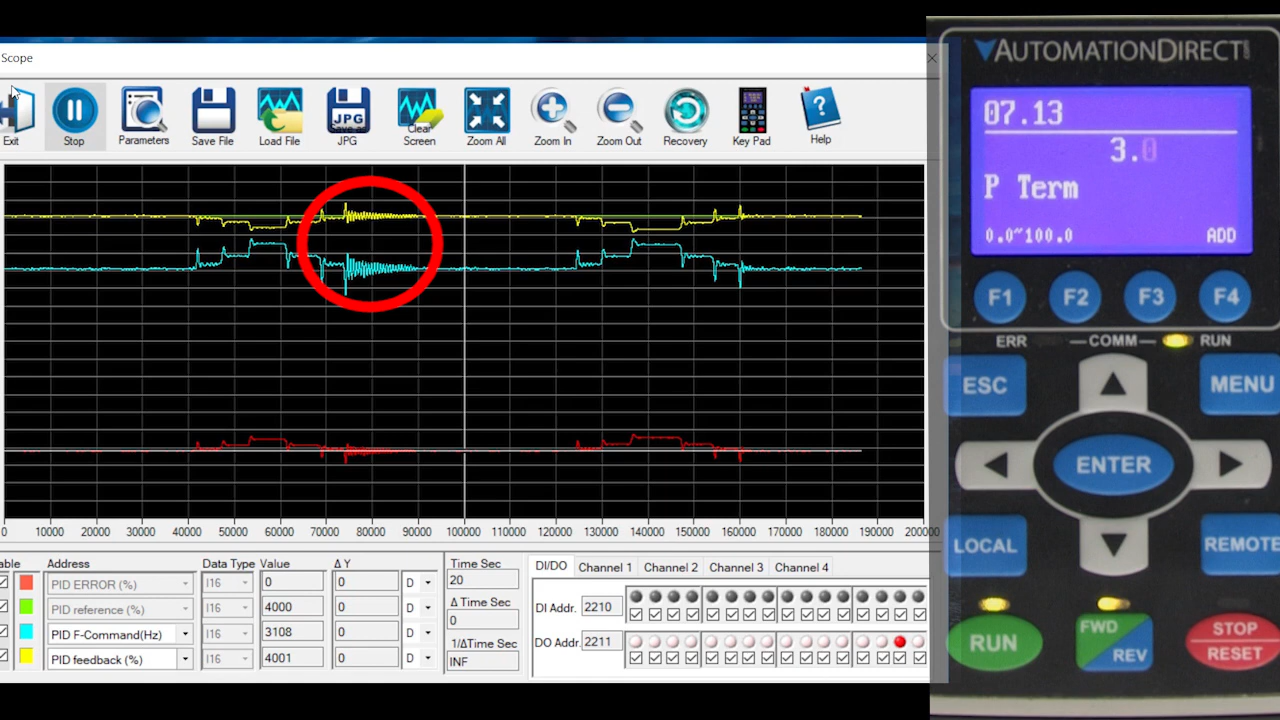 Scope
Exit
Stop
Parameters
Save File
Load File
JPG
Save as
JPG
Clear
Screen
Zoom All
Zoom In
Zoom Out
Recovery
Key Pad
?
Help
0 10000 20000 30000 40000 50000 60000 70000 80000 90000 100000 110000 120000 130000 140000 150000 160000 170000 180000 190000 200000
able Address Data Type Value Δ Y
PID ERROR (%) I16 0 0 D
PID reference (%) I16 4000 0 D
PID F-Command(Hz) I16 3108 0 D
PID feedback (%) I16 4001 0 D
Time Sec
20
Δ Time Sec
0
1/ΔTime Sec
INF
DI/DO Channel 1 Channel 2 Channel 3 Channel 4
DI Addr. 2210
DO Addr. 2211
AUTOMATIONDIRECT
07.13
3.0
P Term
0.0~100.0 ADD
F1 F2 F3 F4
ERR COMM RUN
ESC MENU
ENTER
LOCAL REMOTE
RUN
FWD
REV
STOP
RESET